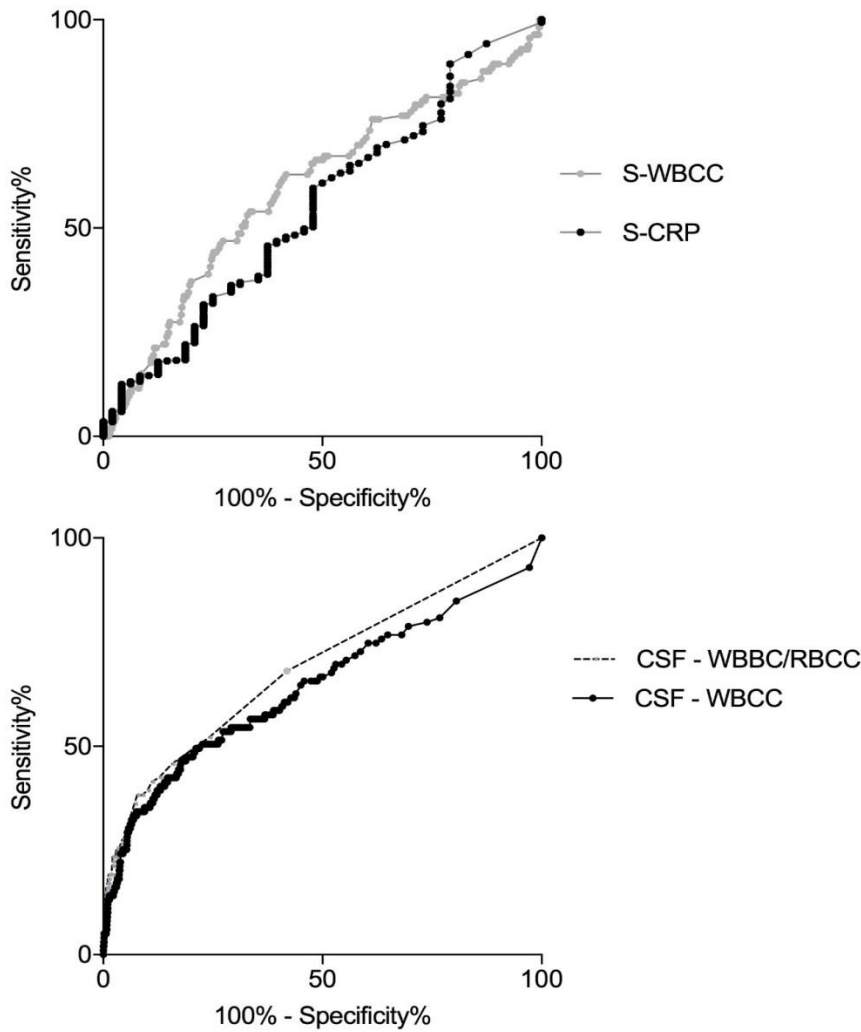 100
50
0
Sensitivity%
0
50
100
100% - Specificity%
S-WBCC
S-CRP
100
50
0
Sensitivity%
0
50
100
100% - Specificity%
CSF - WBBC/RBCC
CSF - WBCC